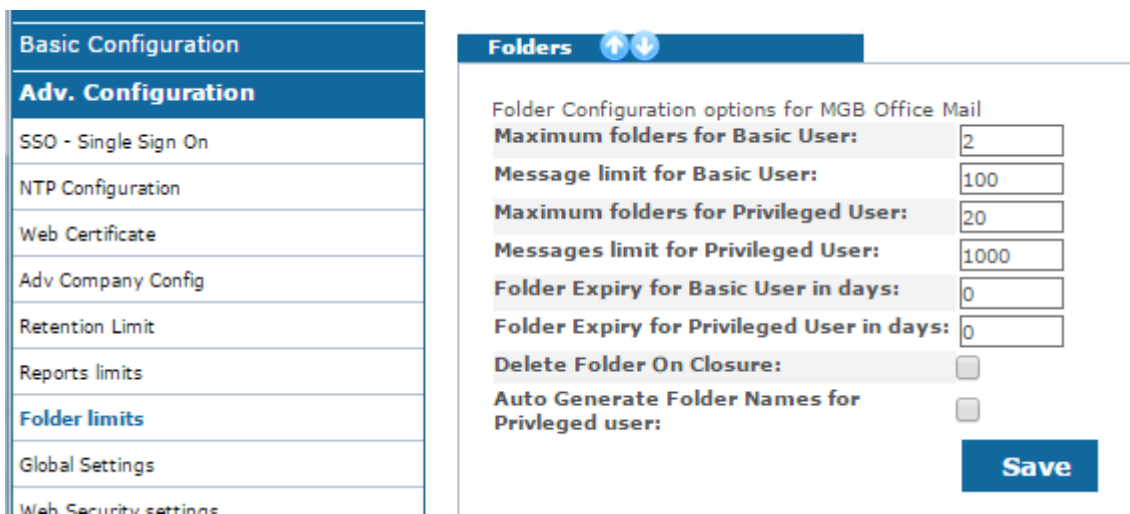 Basic Configuration
Adv. Configuration
SSO - Single Sign On
NTP Configuration
Web Certificate
Adv Company Config
Retention Limit
Reports limits
Folder limits
Global Settings
Web Security settings
Folders
Folder Configuration options for MGB Office Mail
Maximum folders for Basic User: 2
Message limit for Basic User: 100
Maximum folders for Privileged User: 20
Messages limit for Privileged User: 1000
Folder Expiry for Basic User in days: 0
Folder Expiry for Privileged User in days: 0
Delete Folder On Closure:
Auto Generate Folder Names for
Privleged user:
Save